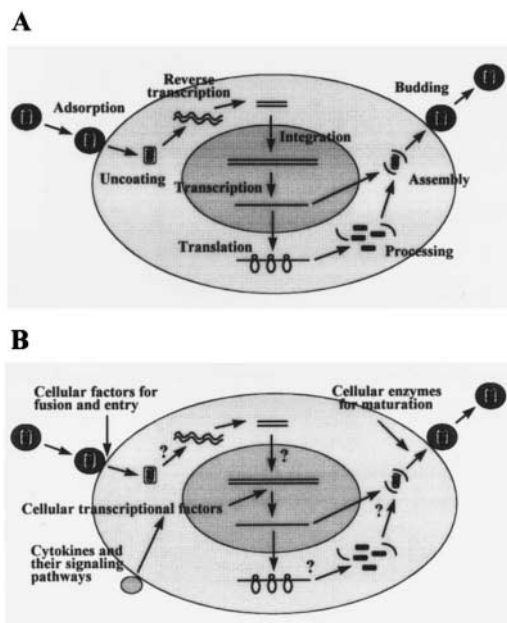 A
Reverse
transcription
Budding
Adsorption
Integration
Uncoating
Transcription
Assembly
Translation
Processing
B
Cellular factors for
fusion and entry
Cellular enzymes
for maturation
?
?
Cellular transcriptional factors
?
Cytokines and
their signaling
pathways
?